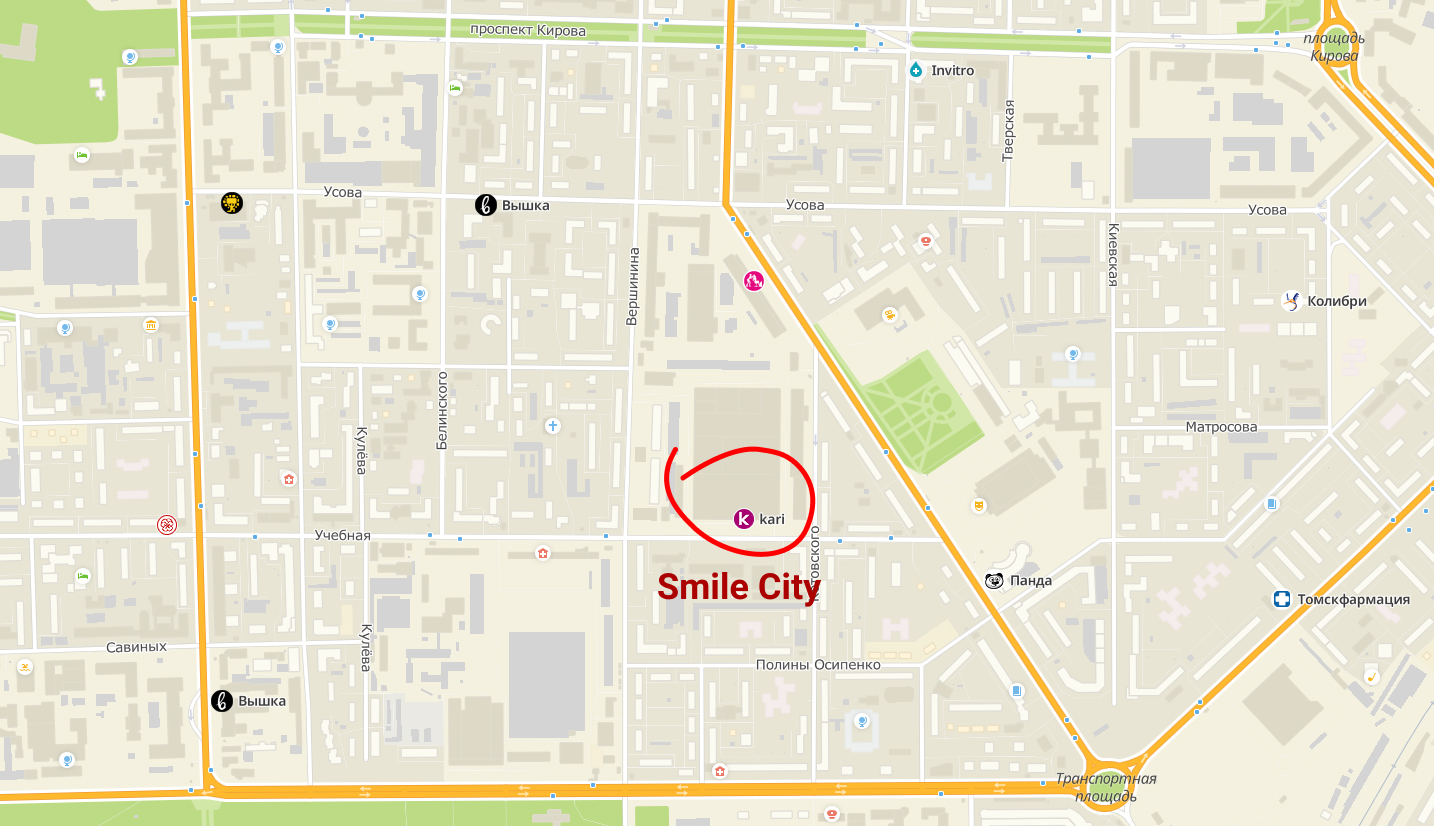 проспект Кирова
площадь
Кирова
Invitro
Тверская
Усова
Вышка
Усова
Усова
Киевская
Вершинина
Колибри
Белинского
Кулёва
Матросова
kari
Учебная
Smile City
Панда
Томскфармация
Савиных
Кулёва
Полины Осипенко
Вышка
Транспортная
площадь